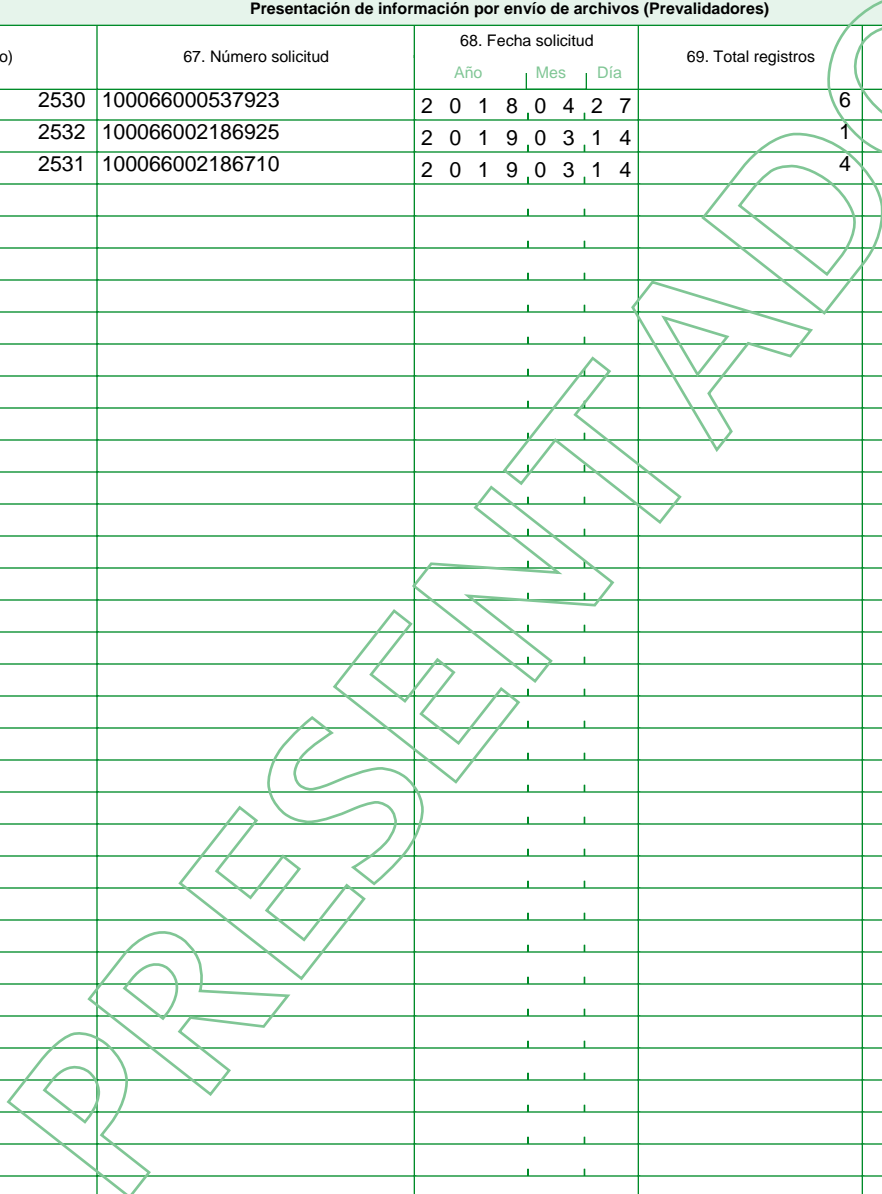 Presentación de información por envío de archivos (Prevalidadores)
o) 67. Número solicitud 68. Fecha solicitud 69. Total registros
Año Mes Día
2530 100066000537923 2 0 1 8 0 4 2 7 6
2532 100066002186925 2 0 1 9 0 3 1 4 1
2531 100066002186710 2 0 1 9 0 3 1 4 4
PRESENTADO